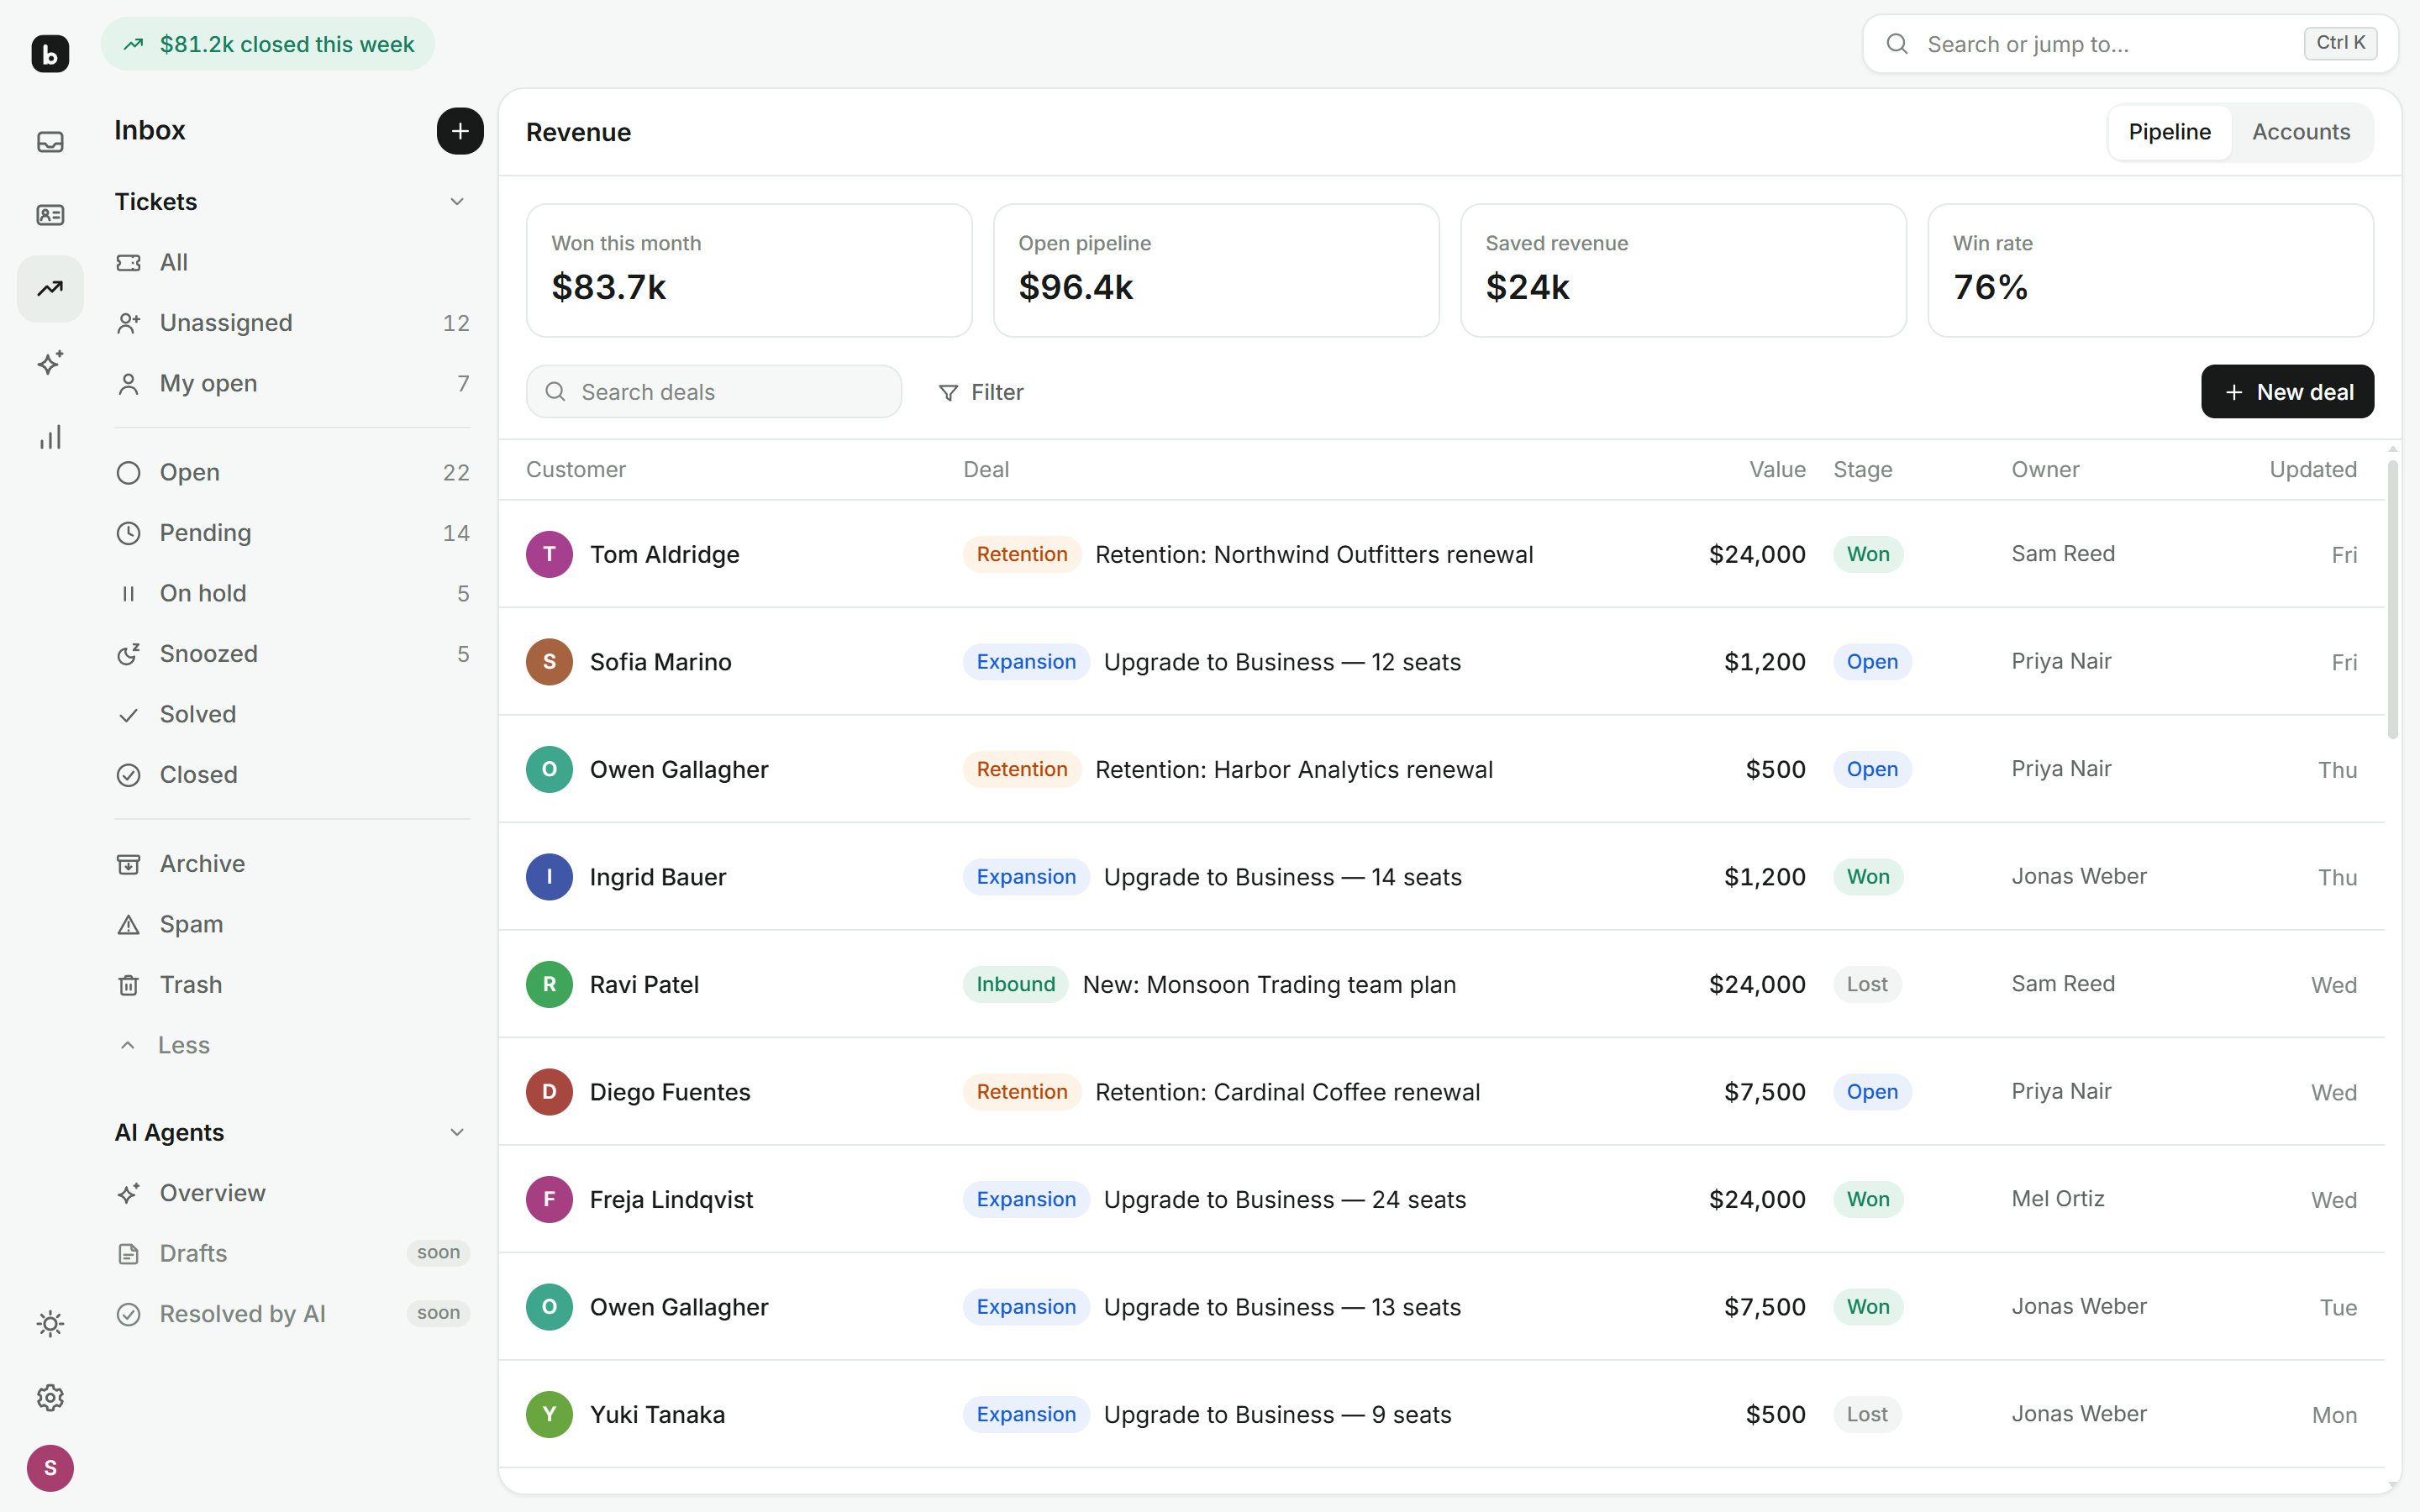 b
$81.2k closed this week
Search or jump to...
Ctrl K
Inbox
Tickets
All
Unassigned 12
My open 7
Open 22
Pending 14
On hold 5
Snoozed 5
Solved
Closed
Archive
Spam
Trash
Less
AI Agents
Overview
Drafts soon
Resolved by AI soon
S
Revenue
Pipeline Accounts
Won this month
$83.7k
Open pipeline
$96.4k
Saved revenue
$24k
Win rate
76%
Search deals
Filter
New deal
Customer Deal Value Stage Owner Updated
T Tom Aldridge Retention Retention: Northwind Outfitters renewal $24,000 Won Sam Reed Fri
S Sofia Marino Expansion Upgrade to Business — 12 seats $1,200 Open Priya Nair Fri
O Owen Gallagher Retention Retention: Harbor Analytics renewal $500 Open Priya Nair Thu
I Ingrid Bauer Expansion Upgrade to Business — 14 seats $1,200 Won Jonas Weber Thu
R Ravi Patel Inbound New: Monsoon Trading team plan $24,000 Lost Sam Reed Wed
D Diego Fuentes Retention Retention: Cardinal Coffee renewal $7,500 Open Priya Nair Wed
F Freja Lindqvist Expansion Upgrade to Business — 24 seats $24,000 Won Mel Ortiz Wed
O Owen Gallagher Expansion Upgrade to Business — 13 seats $7,500 Won Jonas Weber Tue
Y Yuki Tanaka Expansion Upgrade to Business — 9 seats $500 Lost Jonas Weber Mon